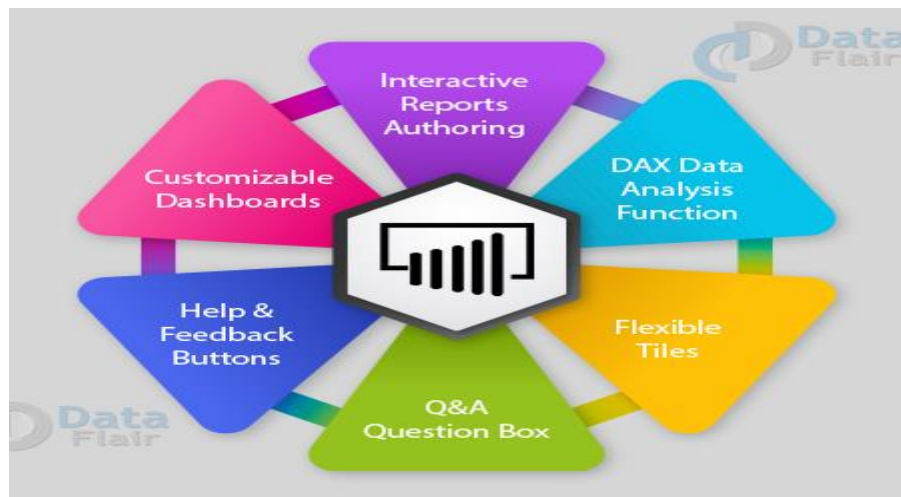 Data
Flair
Interactive
Reports
Authoring
DAX Data
Analysis
Function
Flexible
Tiles
Q&A
Question Box
Help &
Feedback
Buttons
Customizable
Dashboards
Data
Flair